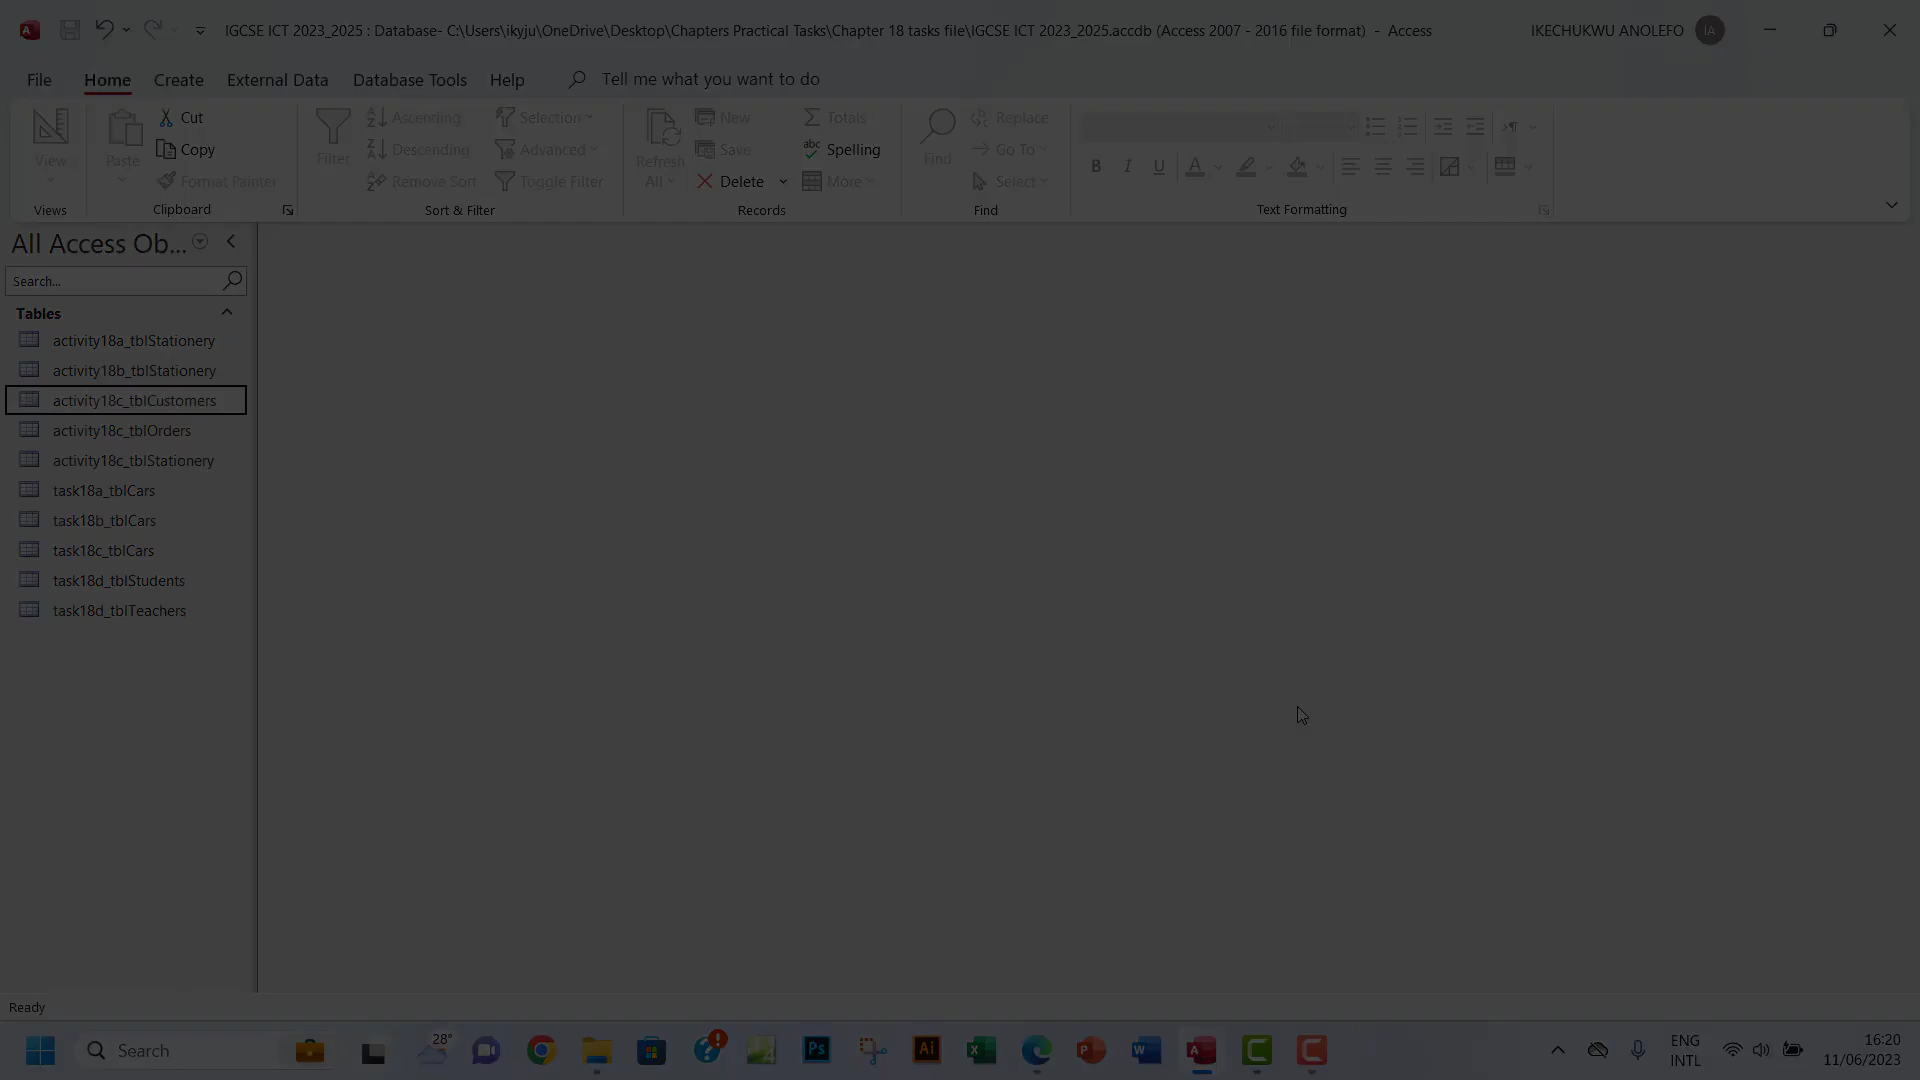 IGCSE ICT 2023_2025 : Database- C:\Users\ikyju\OneDrive\Desktop\Chapters Practical Tasks\Chapter 18 tasks file\IGCSE ICT 2023_2025.accdb (Access 2007 - 2016 file format) - Access
IKECHUKWU ANOLEFO
IA
File Home Create External Data Database Tools Help Tell me what you want to do
View
Views
Paste
Cut
Copy
Format Painter
Clipboard
Filter
Ascending
Descending
Remove Sort
Selection
Advanced
Toggle Filter
Sort & Filter
Refresh
All
New
Save
Delete
Totals
Spelling
More
Records
Find
Replace
Go To
Select
Find
B I U A
Text Formatting
All Access Ob...
Search...
Tables
activity18a_tblStationery
activity18b_tblStationery
activity18c_tblCustomers
activity18c_tblOrders
activity18c_tblStationery
task18a_tblCars
task18b_tblCars
task18c_tblCars
task18d_tblStudents
task18d_tblTeachers
Ready
Search
28°
Ps
Ai
ENG
INTL
16:20
11/06/2023